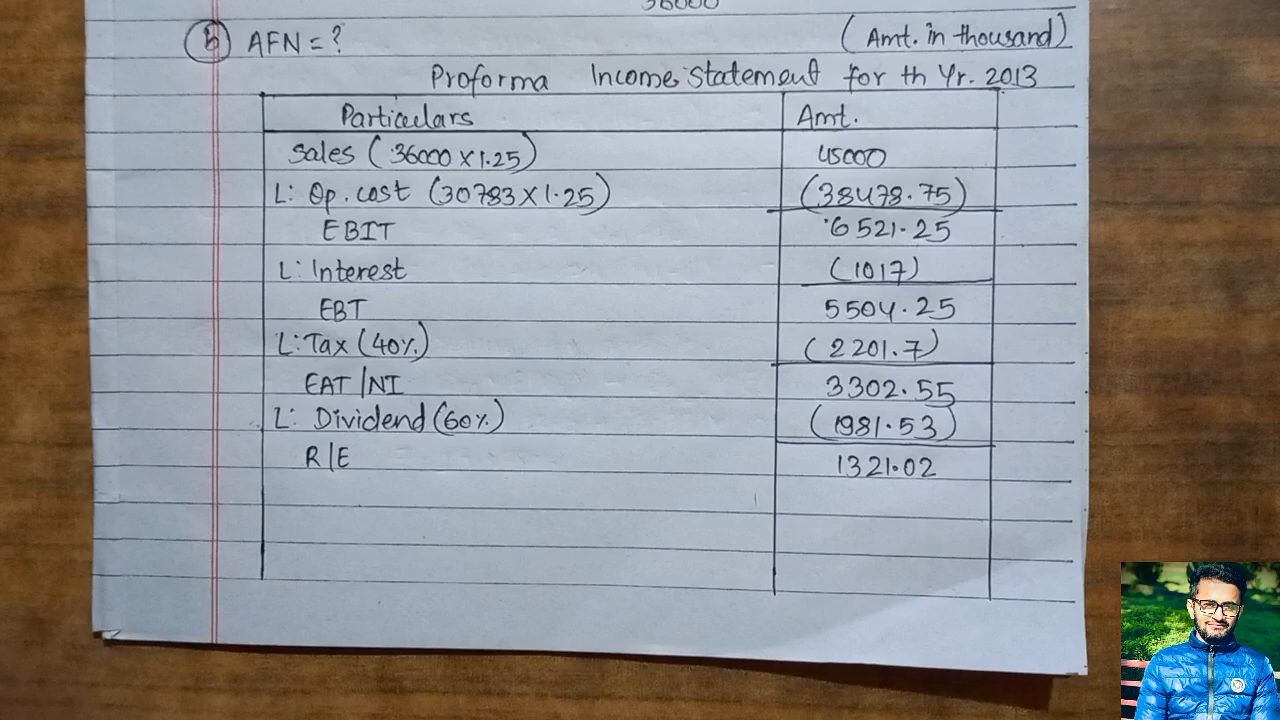 36000
(b) AFN = ? (Amt. in thousand)
Proforma Income Statement for th Yr. 2013
Particulars Amt.
Sales (36000 X 1.25) 45000
L: Op. cost (30783 X 1.25) (38478.75)
EBIT 6521.25
L: Interest (1017)
EBT 5504.25
L: Tax (40%) (2201.7)
EAT/NI 3302.55
L: Dividend (60%) (1981.53)
R/E 1321.02